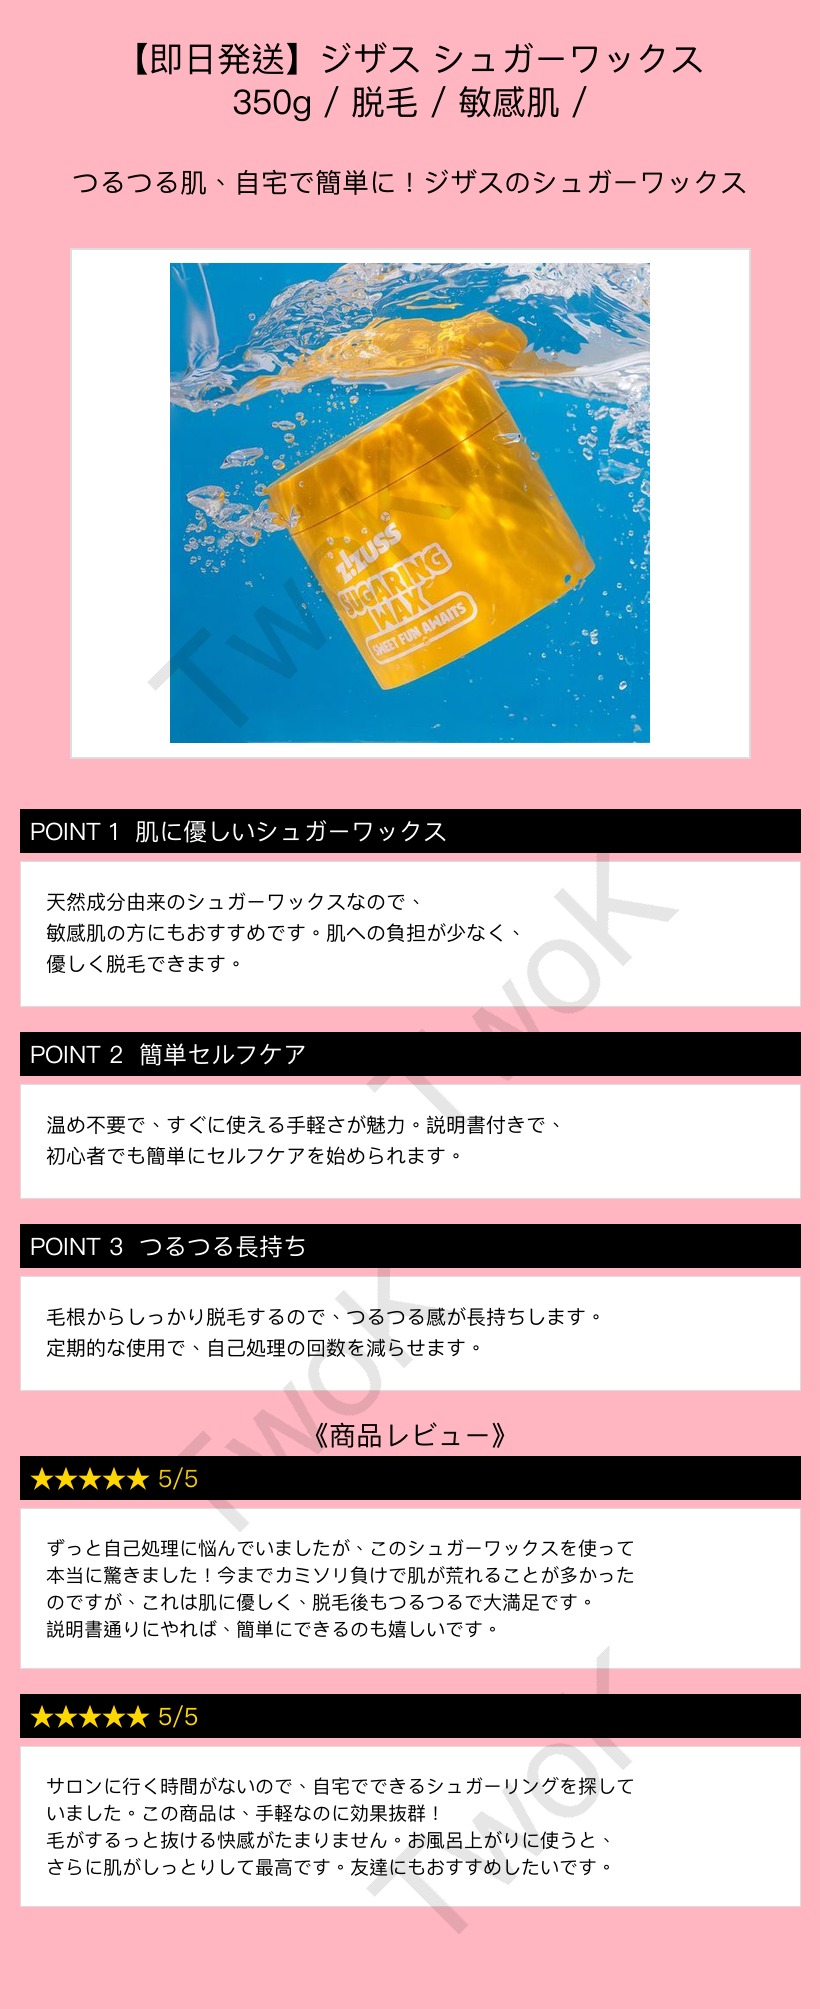 【即日発送】ジザス シュガーワックス
350g / 脱毛 / 敏感肌 /
つるつる肌、自宅で簡単に！ジザスのシュガーワックス
Z!ZUSS
SUGARING
WAX
SWEET FUN AWAITS
TwoK
POINT 1 肌に優しいシュガーワックス
天然成分由来のシュガーワックスなので、
敏感肌の方にもおすすめです。肌への負担が少なく、
優しく脱毛できます。
TwoK
POINT 2 簡単セルフケア
温め不要で、すぐに使える手軽さが魅力。説明書付きで、
初心者でも簡単にセルフケアを始められます。
POINT 3 つるつる長持ち
毛根からしっかり脱毛するので、つるつる感が長持ちします。
定期的な使用で、自己処理の回数を減らせます。
TwoK
《商品レビュー》
★★★★★ 5/5
ずっと自己処理に悩んでいましたが、このシュガーワックスを使って
本当に驚きました！今までカミソリ負けで肌が荒れることが多かった
のですが、これは肌に優しく、脱毛後もつるつるで大満足です。
説明書通りにやれば、簡単にできるのも嬉しいです。
★★★★★ 5/5
サロンに行く時間がないので、自宅でできるシュガーリングを探して
いました。この商品は、手軽なのに効果抜群！
毛がするっと抜ける快感がたまりません。お風呂上がりに使うと、
さらに肌がしっとりして最高です。友達にもおすすめしたいです。
TwoK